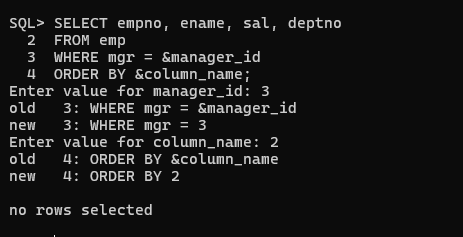 SQL> SELECT empno, ename, sal, deptno
  2  FROM emp
  3  WHERE mgr = &manager_id
  4  ORDER BY &column_name;
Enter value for manager_id: 3
old   3: WHERE mgr = &manager_id
new   3: WHERE mgr = 3
Enter value for column_name: 2
old   4: ORDER BY &column_name
new   4: ORDER BY 2

no rows selected